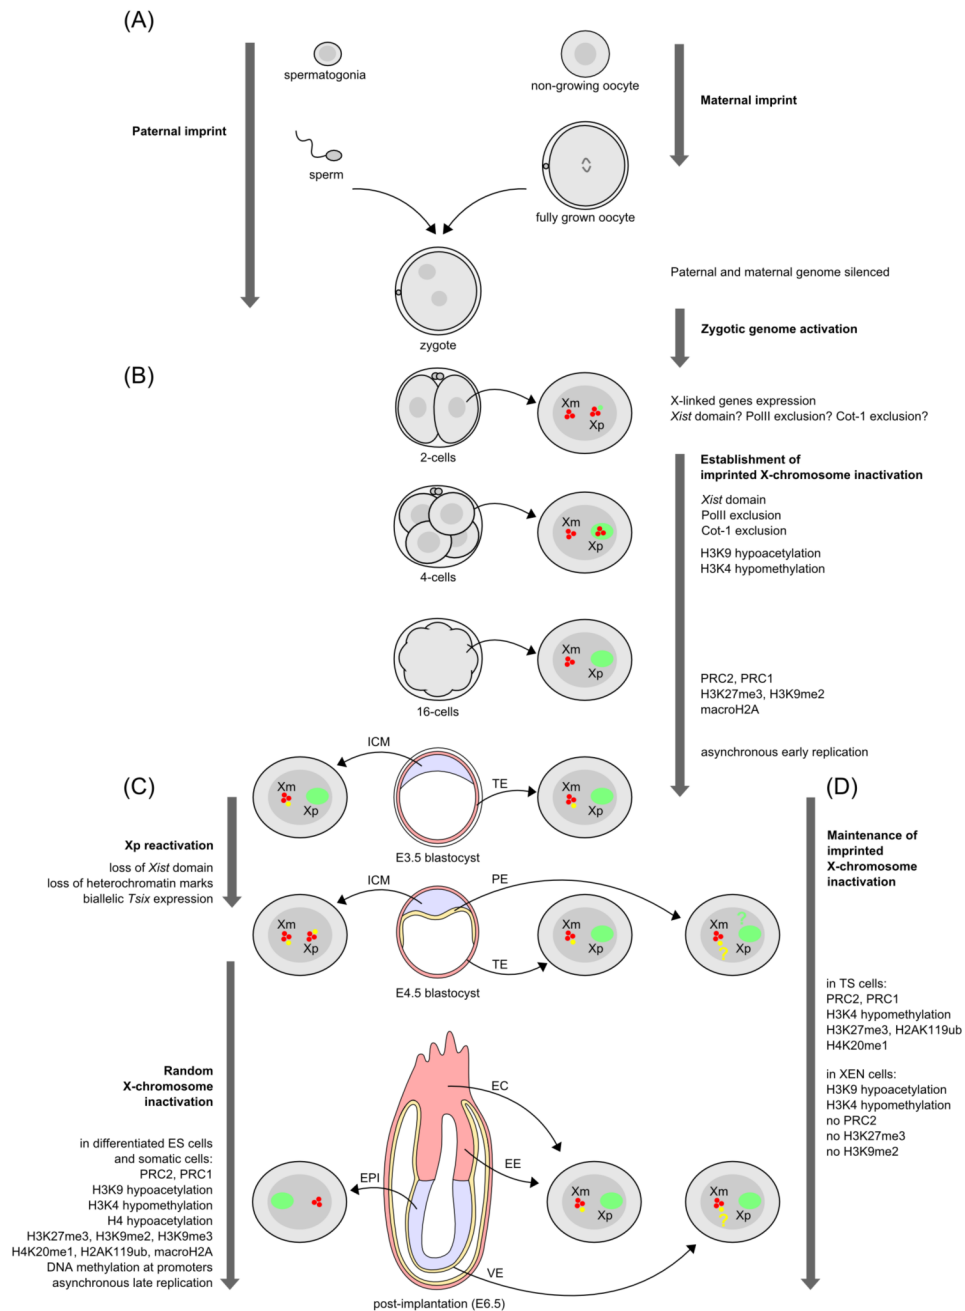 (A)
spermatogonia
non-growing oocyte
Paternal imprint
Maternal imprint
sperm
fully grown oocyte
Paternal and maternal genome silenced
zygote
Zygotic genome activation
(B)
Xm
Xp
X-linked genes expression
Xist domain? PolII exclusion? Cot-1 exclusion?
2-cells
Establishment of
imprinted X-chromosome inactivation
Xm
Xp
Xist domain
PolII exclusion
Cot-1 exclusion
H3K9 hypoacetylation
H3K4 hypomethylation
4-cells
Xm
Xp
16-cells
PRC2, PRC1
H3K27me3, H3K9me2
macroH2A
asynchronous early replication
(C)
ICM
TE
Xm
Xp
Xm
Xp
E3.5 blastocyst
(D)
Xp reactivation
loss of Xist domain
loss of heterochromatin marks
biallelic Tsix expression
Maintenance of
imprinted
X-chromosome
inactivation
ICM
PE
TE
Xm
Xp
Xm
Xp
Xm
?
Xp
?
E4.5 blastocyst
in TS cells:
PRC2, PRC1
H3K4 hypomethylation
H3K27me3, H2AK119ub
H4K20me1
in XEN cells:
H3K9 hypoacetylation
H3K4 hypomethylation
no PRC2
no H3K27me3
no H3K9me2
Random
X-chromosome
inactivation
in differentiated ES cells
and somatic cells:
PRC2, PRC1
H3K9 hypoacetylation
H3K4 hypomethylation
H4 hypoacetylation
H3K27me3, H3K9me2, H3K9me3
H4K20me1, H2AK119ub, macroH2A
DNA methylation at promoters
asynchronous late replication
EC
EE
EPI
VE
Xm
Xp
Xm
?
Xp
post-implantation (E6.5)